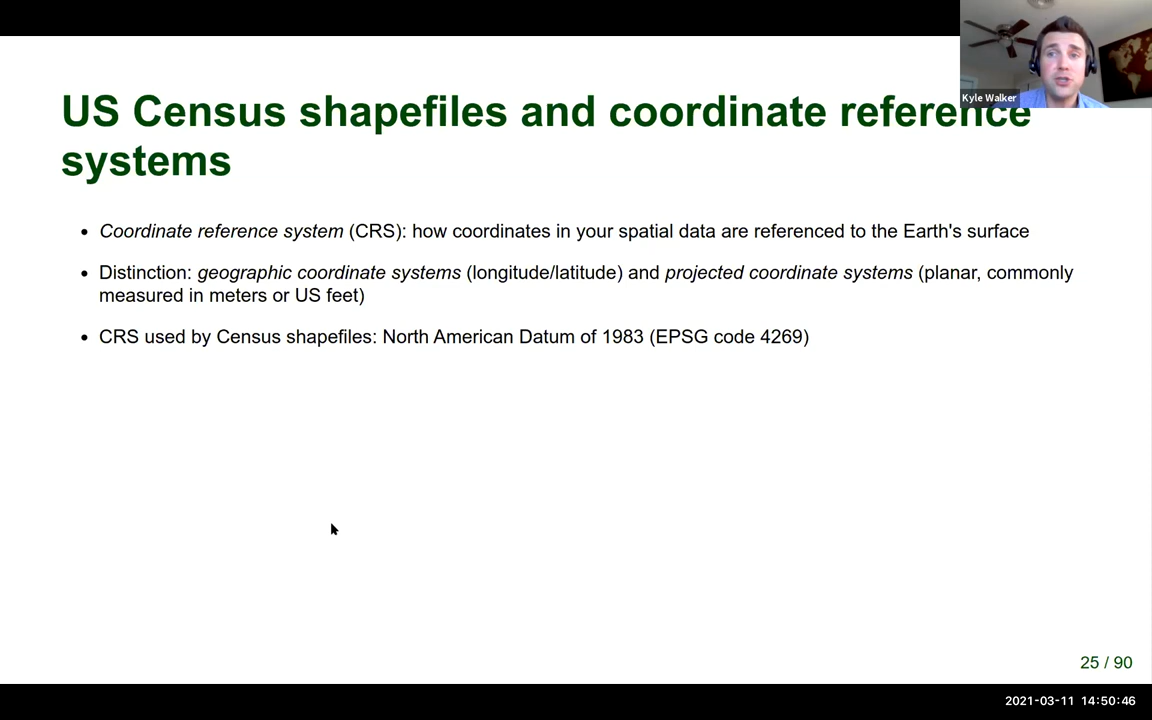 Kyle Walker
US Census shapefiles and coordinate reference
systems
• Coordinate reference system (CRS): how coordinates in your spatial data are referenced to the Earth's surface
• Distinction: geographic coordinate systems (longitude/latitude) and projected coordinate systems (planar, commonly
measured in meters or US feet)
• CRS used by Census shapefiles: North American Datum of 1983 (EPSG code 4269)
25 / 90
2021-03-11 14:50:46